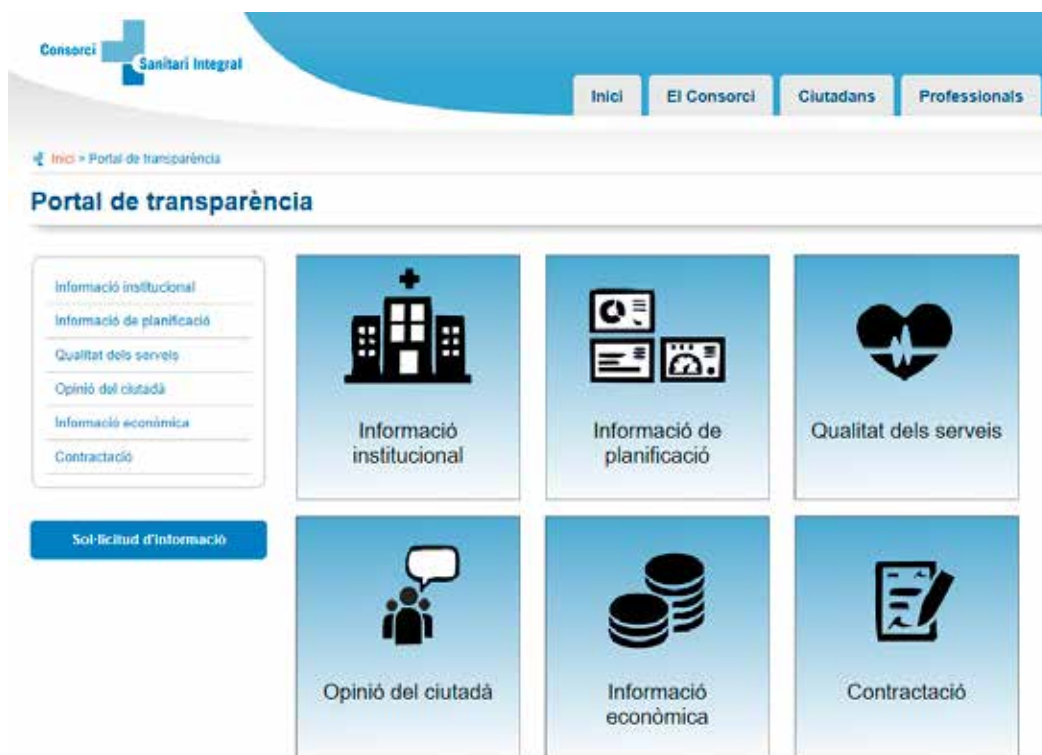 Consorci
Sanitari Integral
Inici
El Consorci
Ciutadans
Professionals
Inici » Portal de transparència
Portal de transparència
Informació institucional
Informació de planificació
Qualitat dels serveis
Opinió del ciutadà
Informació econòmica
Contractació
Sol·licitud d'informació
Informació
institucional
Informació de
planificació
Qualitat dels serveis
Opinió del ciutadà
Informació
econòmica
Contractació